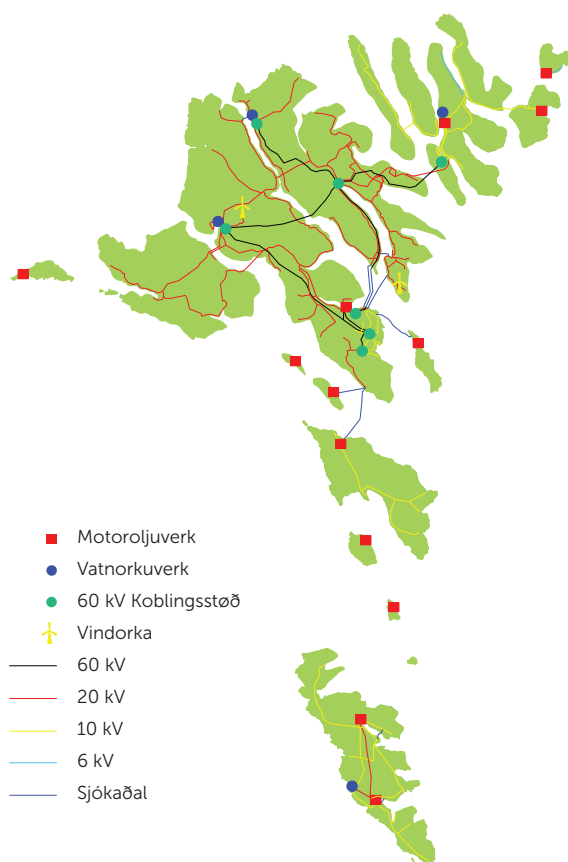 Motoroljuverk
Vatnorkuverk
60 kV Koblingsstøð
Vindorka
60 kV
20 kV
10 kV
6 kV
Sjókaðal